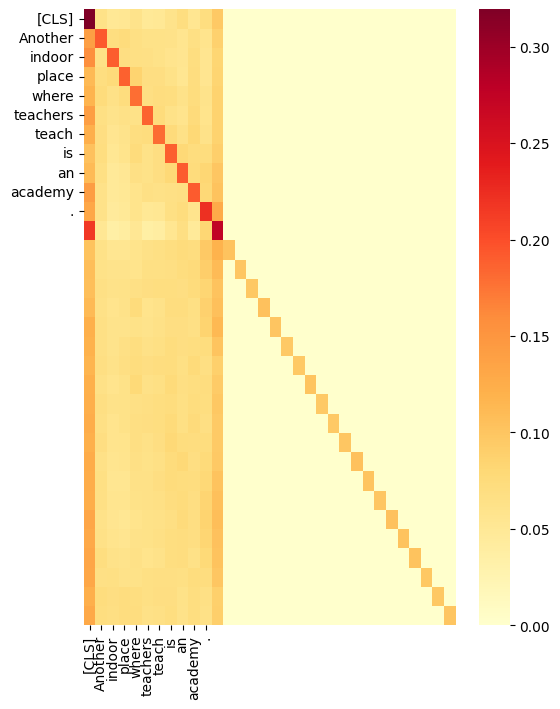 [CLS]
Another
indoor
place
where
teachers
teach
is
an
academy
.
[CLS]
Another
indoor
place
where
teachers
teach
is
an
academy
.
0.30
0.25
0.20
0.15
0.10
0.05
0.00